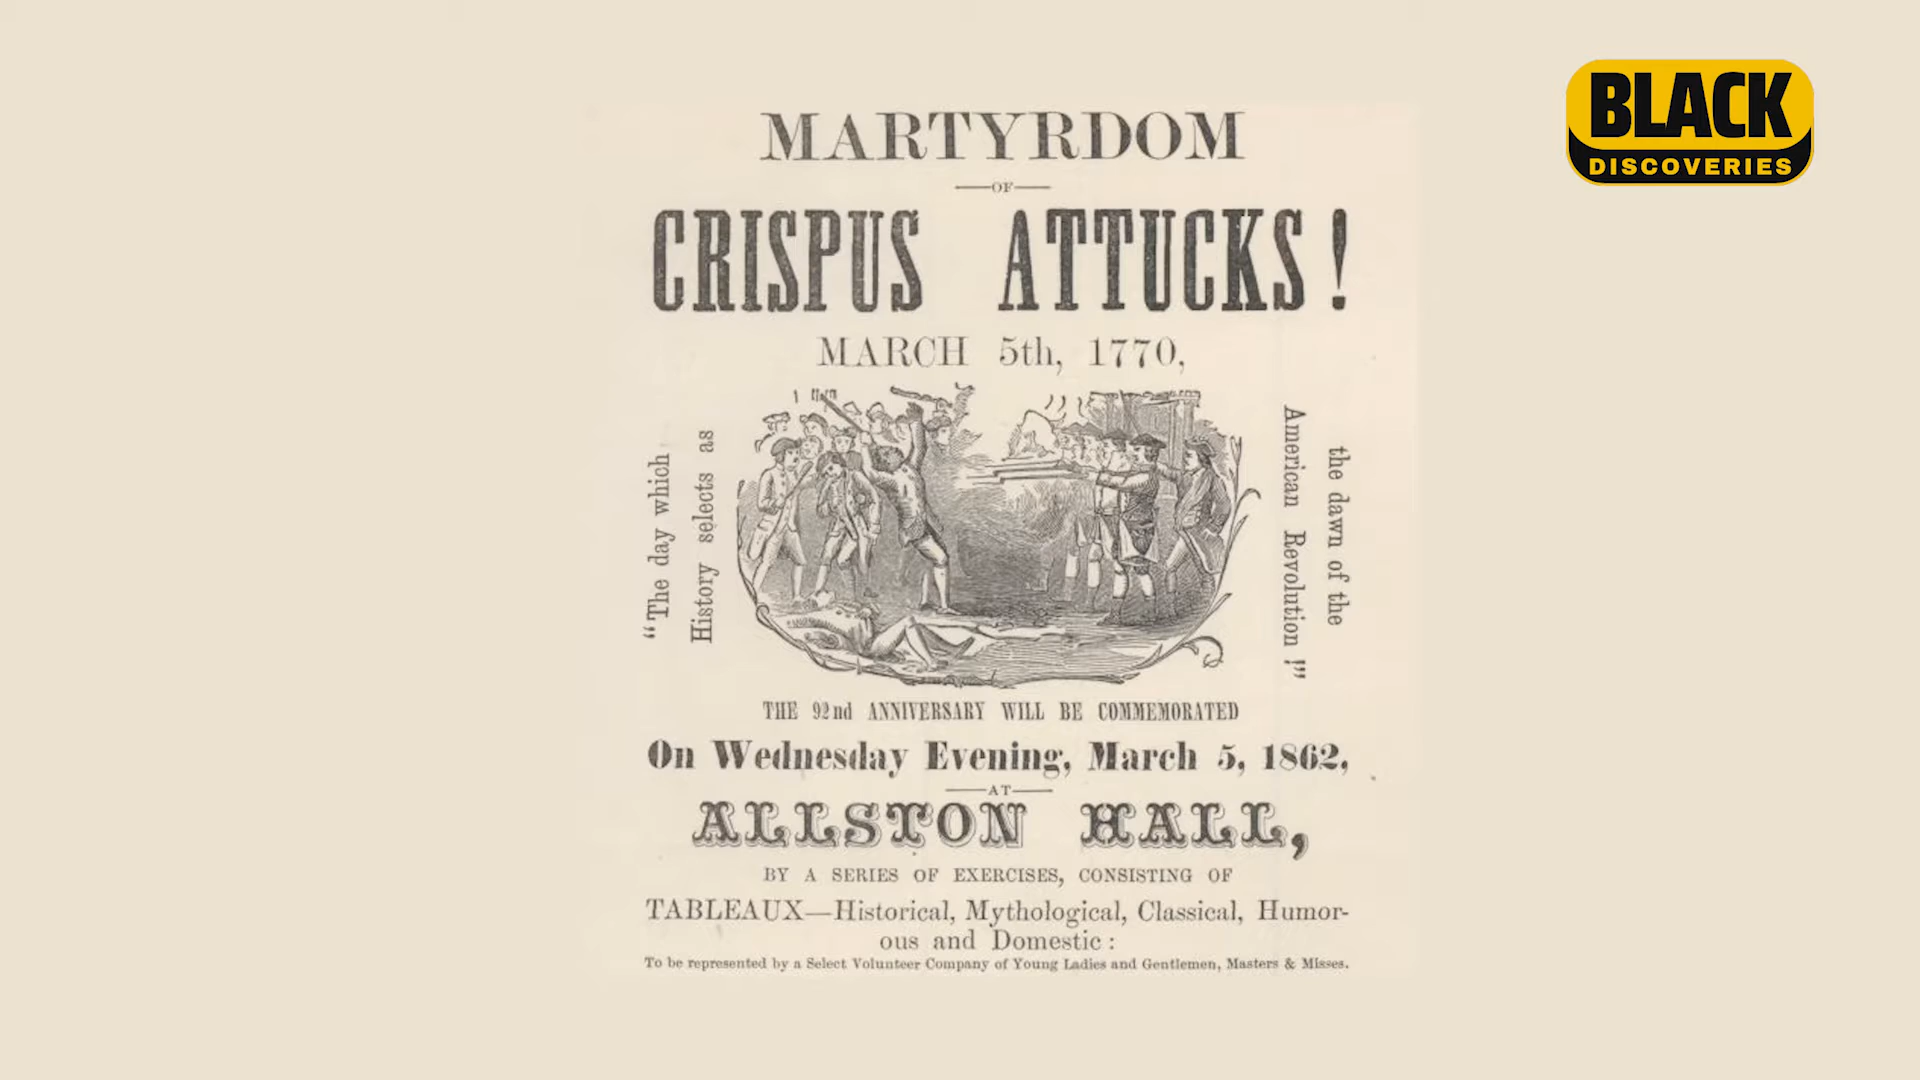 BLACK
DISCOVERIES
MARTYRDOM
OF
CRISPUS ATTUCKS!
MARCH 5th, 1770,
"The day which
History selects as
the dawn of the
American Revolution!"
THE 92nd ANNIVERSARY WILL BE COMMEMORATED
On Wednesday Evening, March 5, 1862,
AT
ALLSTON HALL,
BY A SERIES OF EXERCISES, CONSISTING OF
TABLEAUX—Historical, Mythological, Classical, Humor-
ous and Domestic:
To be represented by a Select Volunteer Company of Young Ladies and Gentlemen, Masters & Misses.